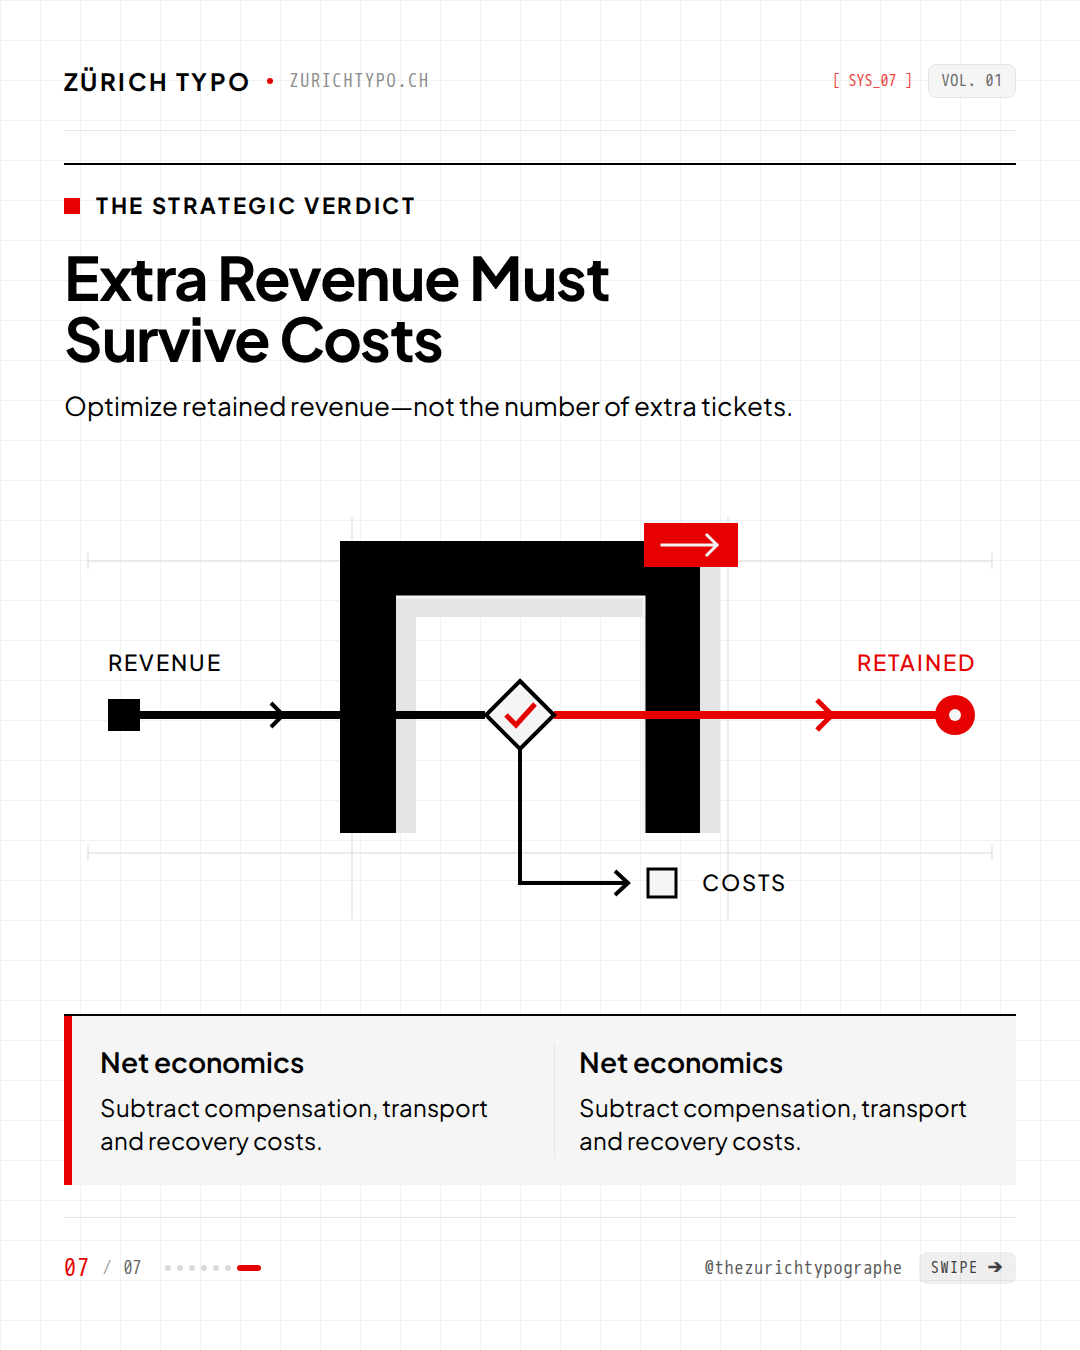 ZÜRICH TYPO • ZURICHTYPO.CH
[ SYS_07 ] VOL. 01
THE STRATEGIC VERDICT
Extra Revenue Must
Survive Costs
Optimize retained revenue—not the number of extra tickets.
REVENUE
RETAINED
COSTS
Net economics
Subtract compensation, transport
and recovery costs.
Net economics
Subtract compensation, transport
and recovery costs.
07 / 07
@thezurichtypographe
SWIPE ➔